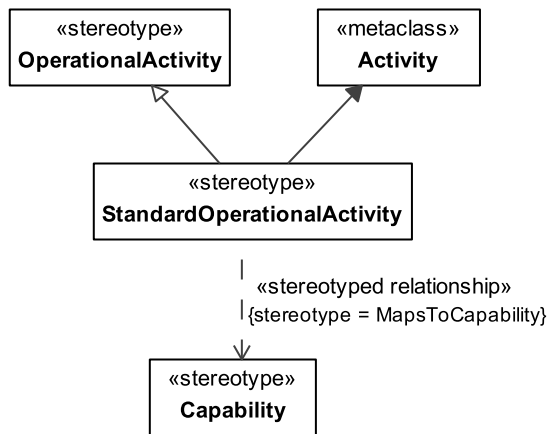 «stereotype»
OperationalActivity
«metaclass»
Activity
«stereotype»
StandardOperationalActivity
«stereotyped relationship»
{stereotype = MapsToCapability}
«stereotype»
Capability